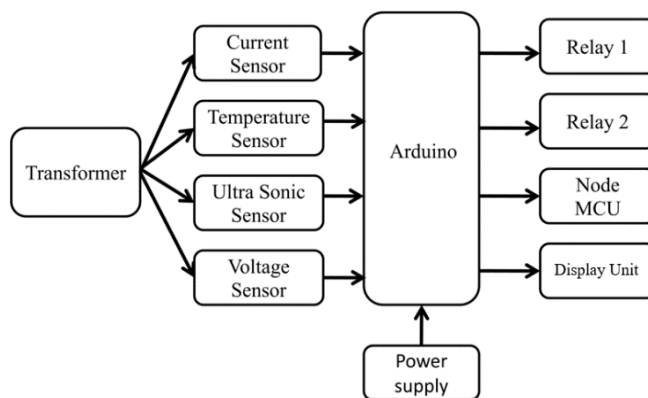 Transformer
Current
Sensor
Temperature
Sensor
Ultra Sonic
Sensor
Voltage
Sensor
Arduino
Power
supply
Relay 1
Relay 2
Node
MCU
Display Unit